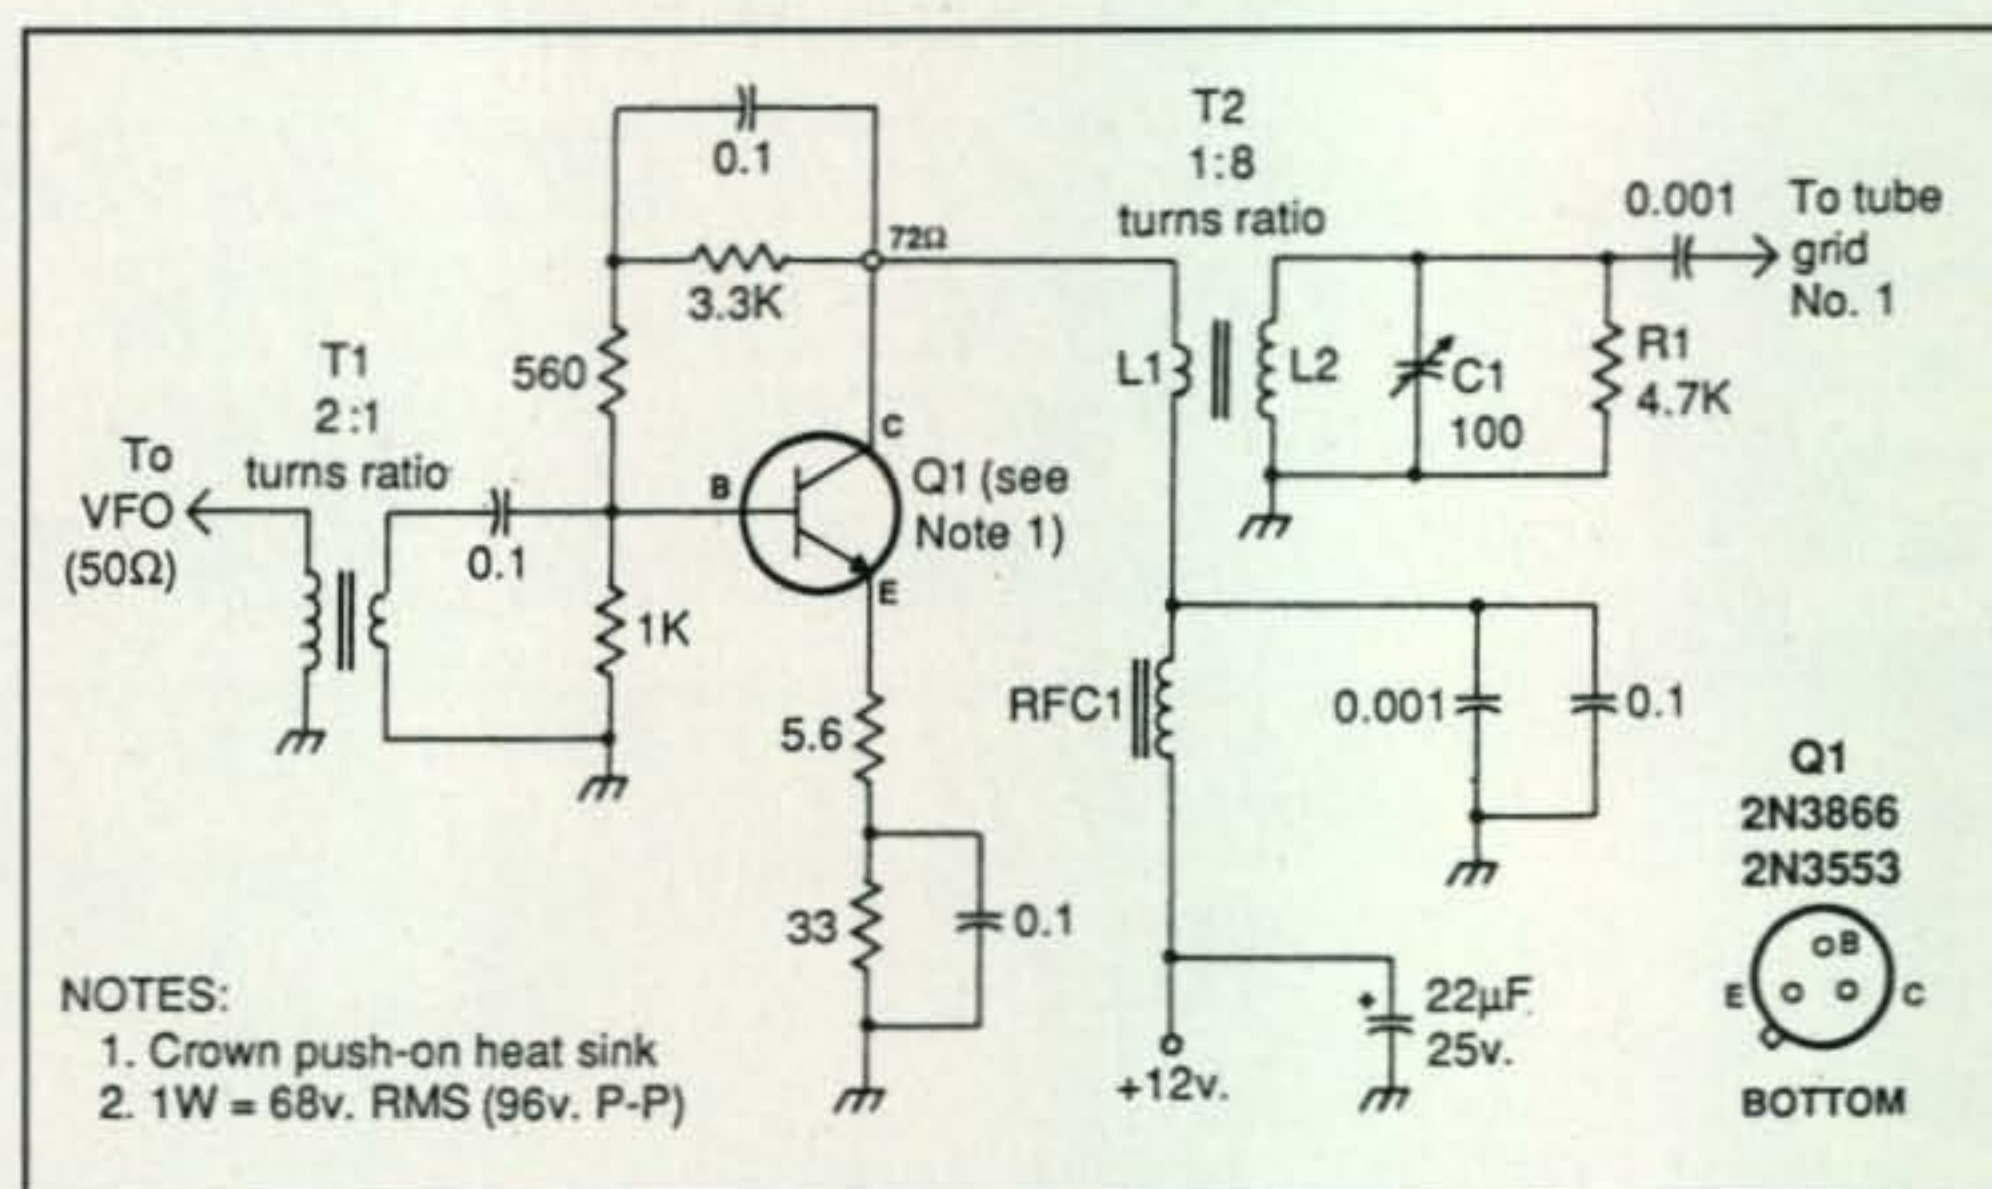 0.1
72Ω
3.3K
560
T1
2:1
turns ratio
To
VFO
(50Ω)
0.1
1K
B
C
E
Q1 (see
Note 1)
5.6
33
0.1
T2
1:8
turns ratio
L1
L2
C1
100
R1
4.7K
0.001
To tube
grid
No. 1
RFC1
0.001
0.1
+12v.
+
22µF
25v.
Q1
2N3866
2N3553
B
E
C
BOTTOM
NOTES:
1. Crown push-on heat sink
2. 1W = 68v. RMS (96v. P-P)